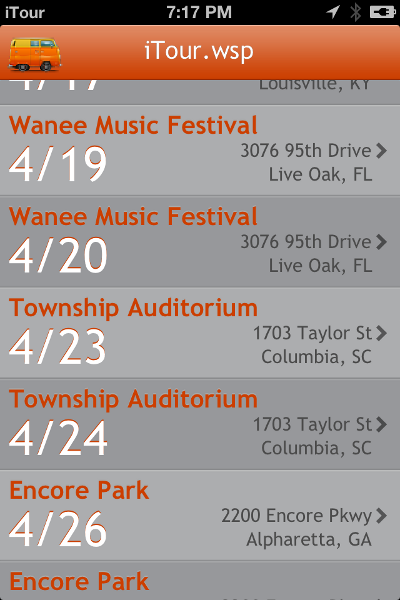 iTour 7:17 PM
iTour.wsp
4/17 Louisville, KY
Wanee Music Festival
4/19 3076 95th Drive
Live Oak, FL
Wanee Music Festival
4/20 3076 95th Drive
Live Oak, FL
Township Auditorium
4/23 1703 Taylor St
Columbia, SC
Township Auditorium
4/24 1703 Taylor St
Columbia, SC
Encore Park
4/26 2200 Encore Pkwy
Alpharetta, GA
Encore Park